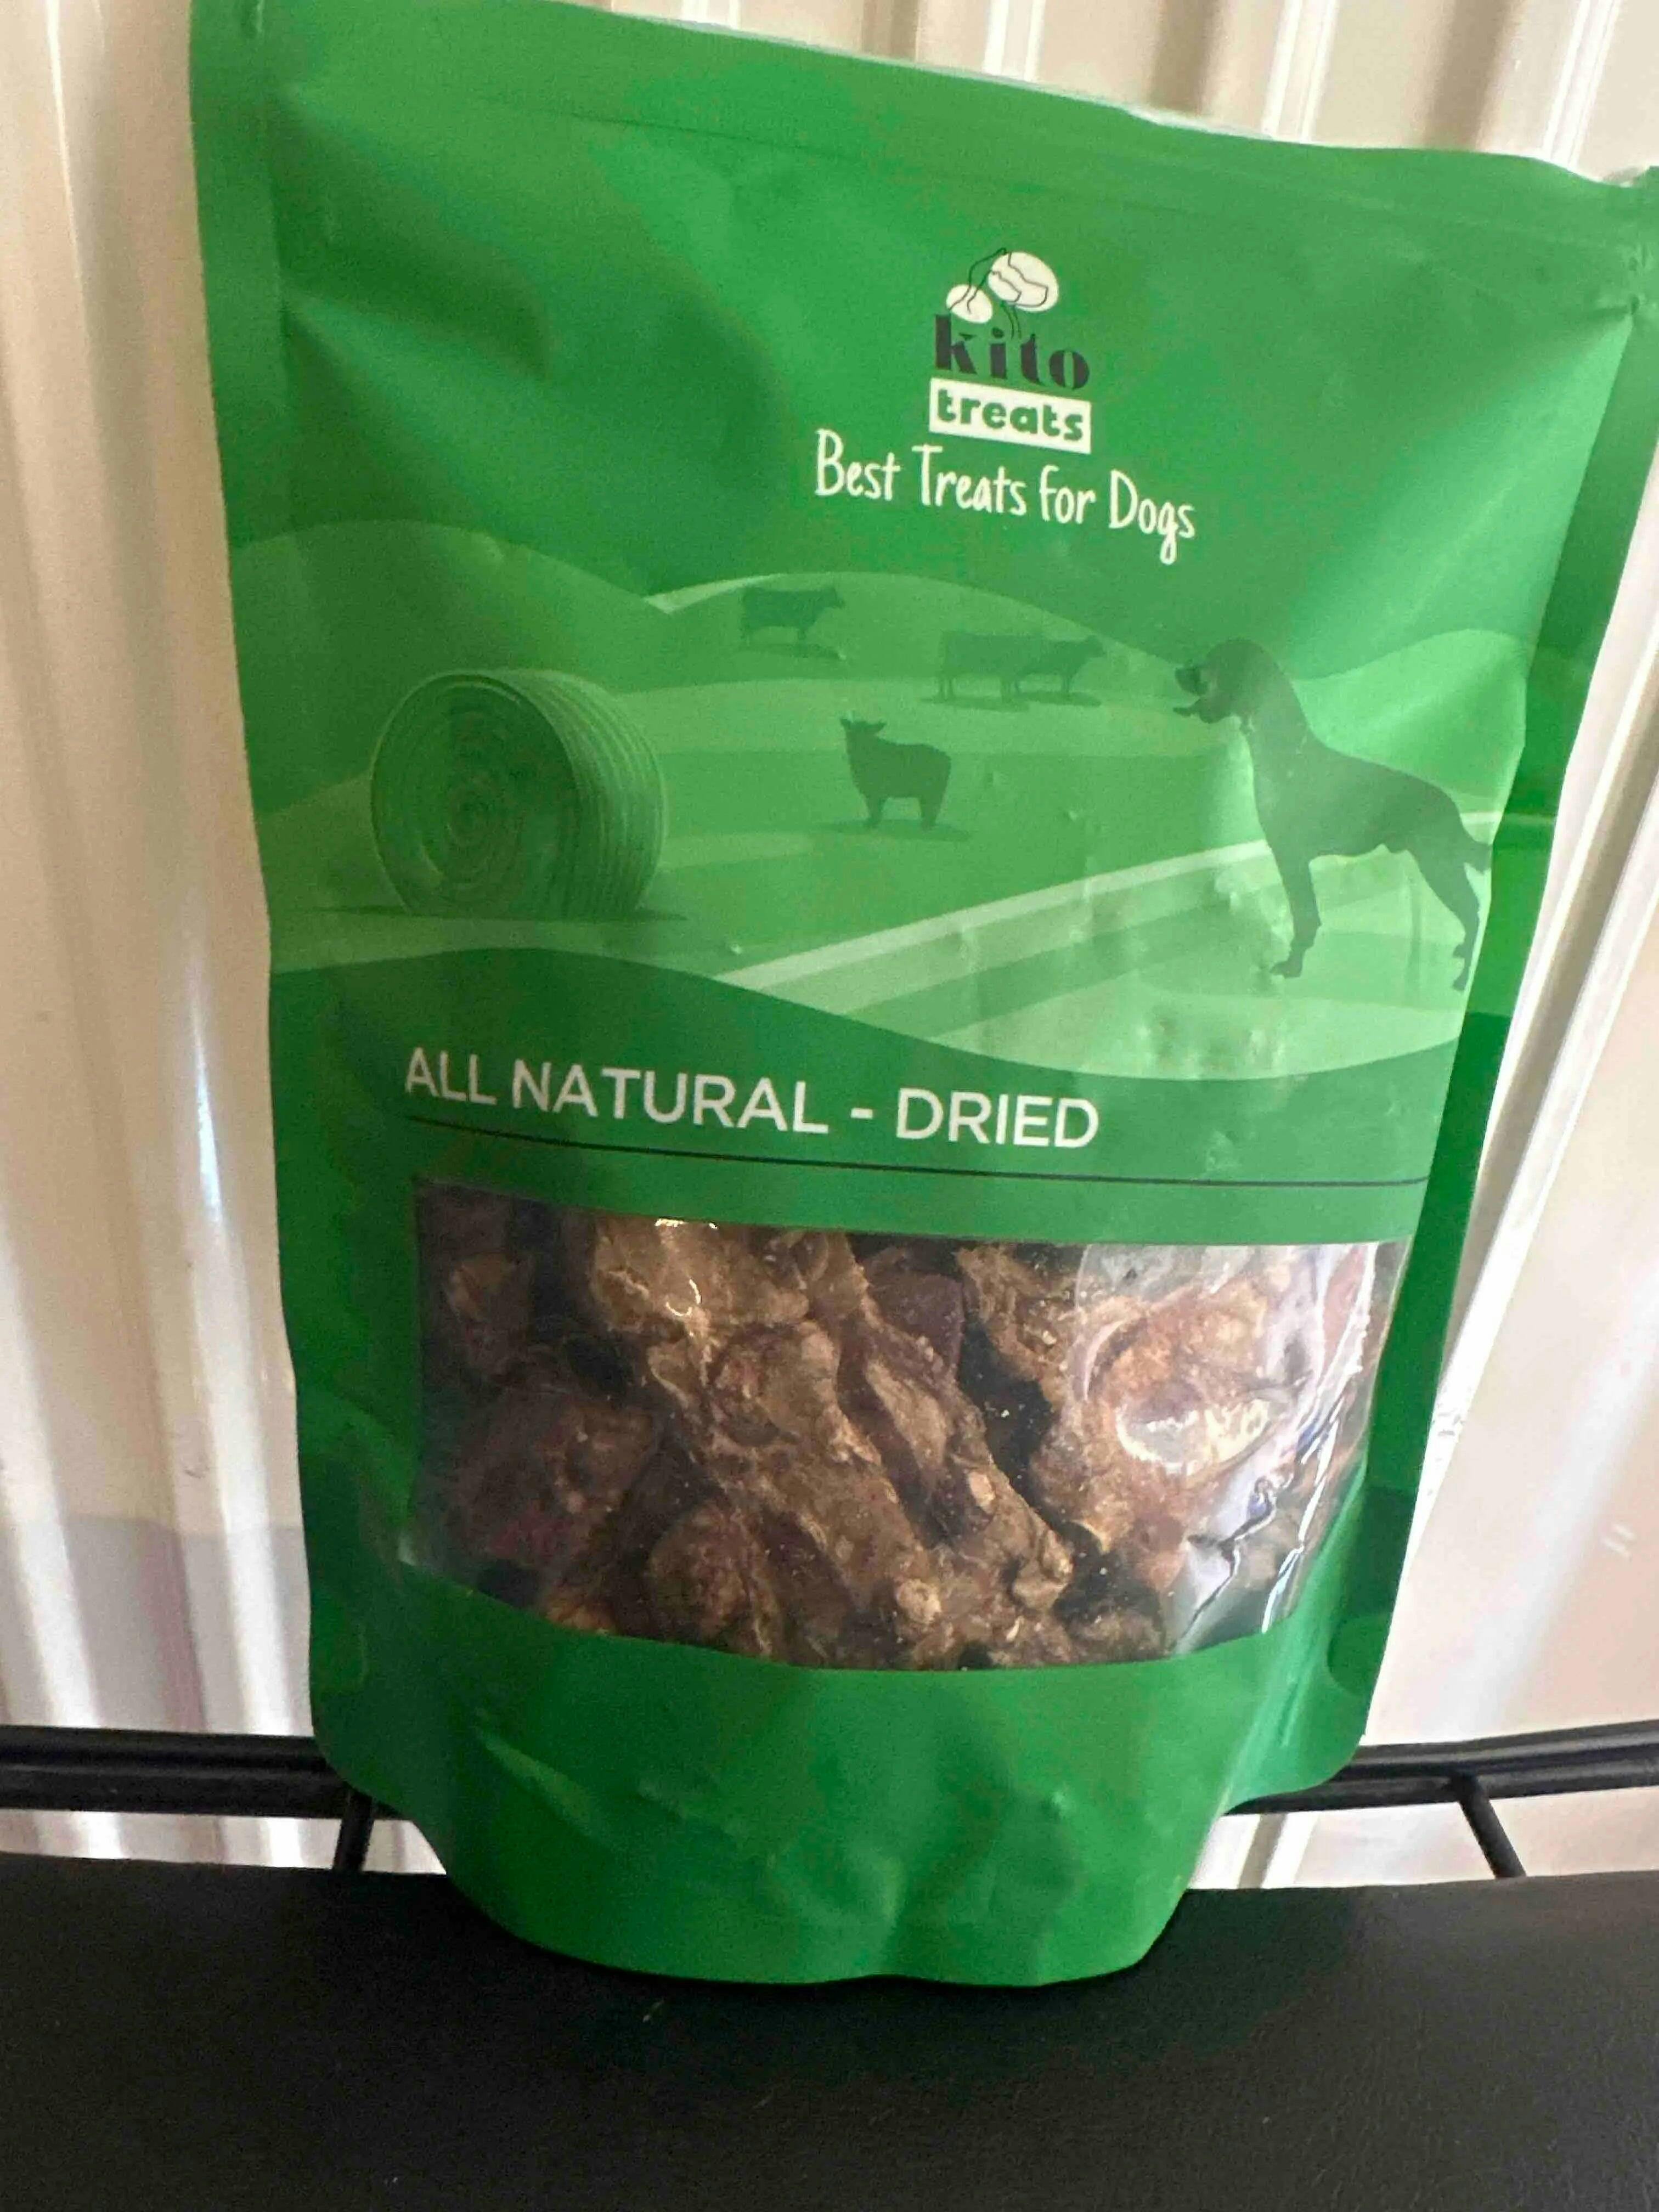 kito
treats
Best Treats for Dogs
ALL NATURAL - DRIED